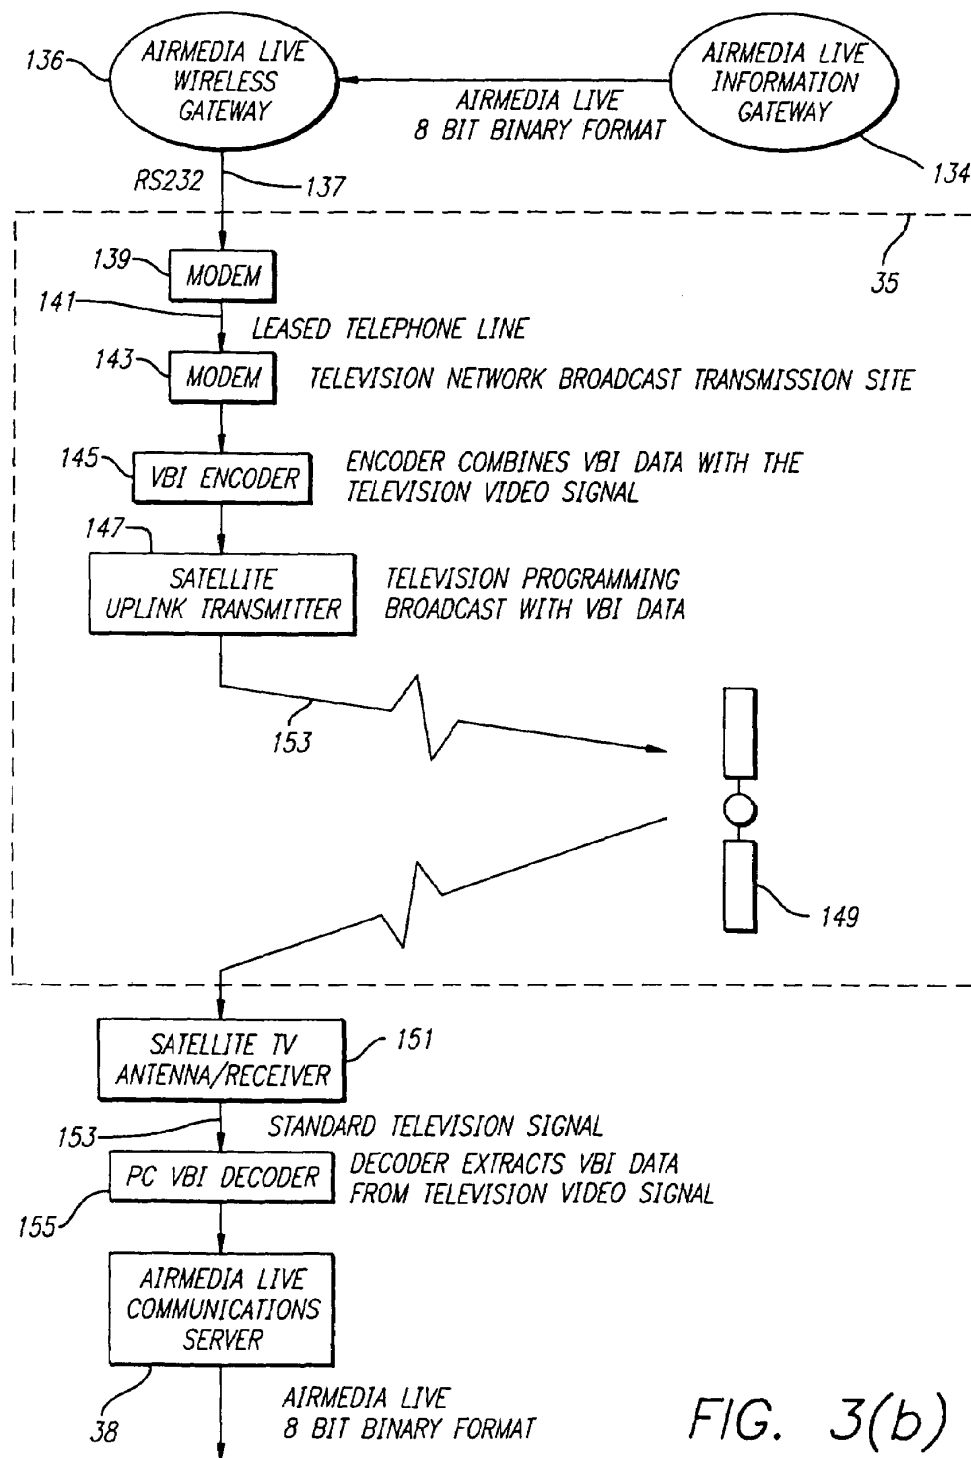 136
AIRMEDIA LIVE
WIRELESS
GATEWAY
AIRMEDIA LIVE
INFORMATION
GATEWAY
AIRMEDIA LIVE
8 BIT BINARY FORMAT
134
RS232
137
35
139
MODEM
141
LEASED TELEPHONE LINE
143
MODEM
TELEVISION NETWORK BROADCAST TRANSMISSION SITE
145
VBI ENCODER
ENCODER COMBINES VBI DATA WITH THE
TELEVISION VIDEO SIGNAL
147
SATELLITE
UPLINK TRANSMITTER
TELEVISION PROGRAMMING
BROADCAST WITH VBI DATA
153
149
SATELLITE TV
ANTENNA/RECEIVER
151
153
STANDARD TELEVISION SIGNAL
PC VBI DECODER
DECODER EXTRACTS VBI DATA
FROM TELEVISION VIDEO SIGNAL
155
AIRMEDIA LIVE
COMMUNICATIONS
SERVER
38
AIRMEDIA LIVE
8 BIT BINARY FORMAT
FIG. 3(b)